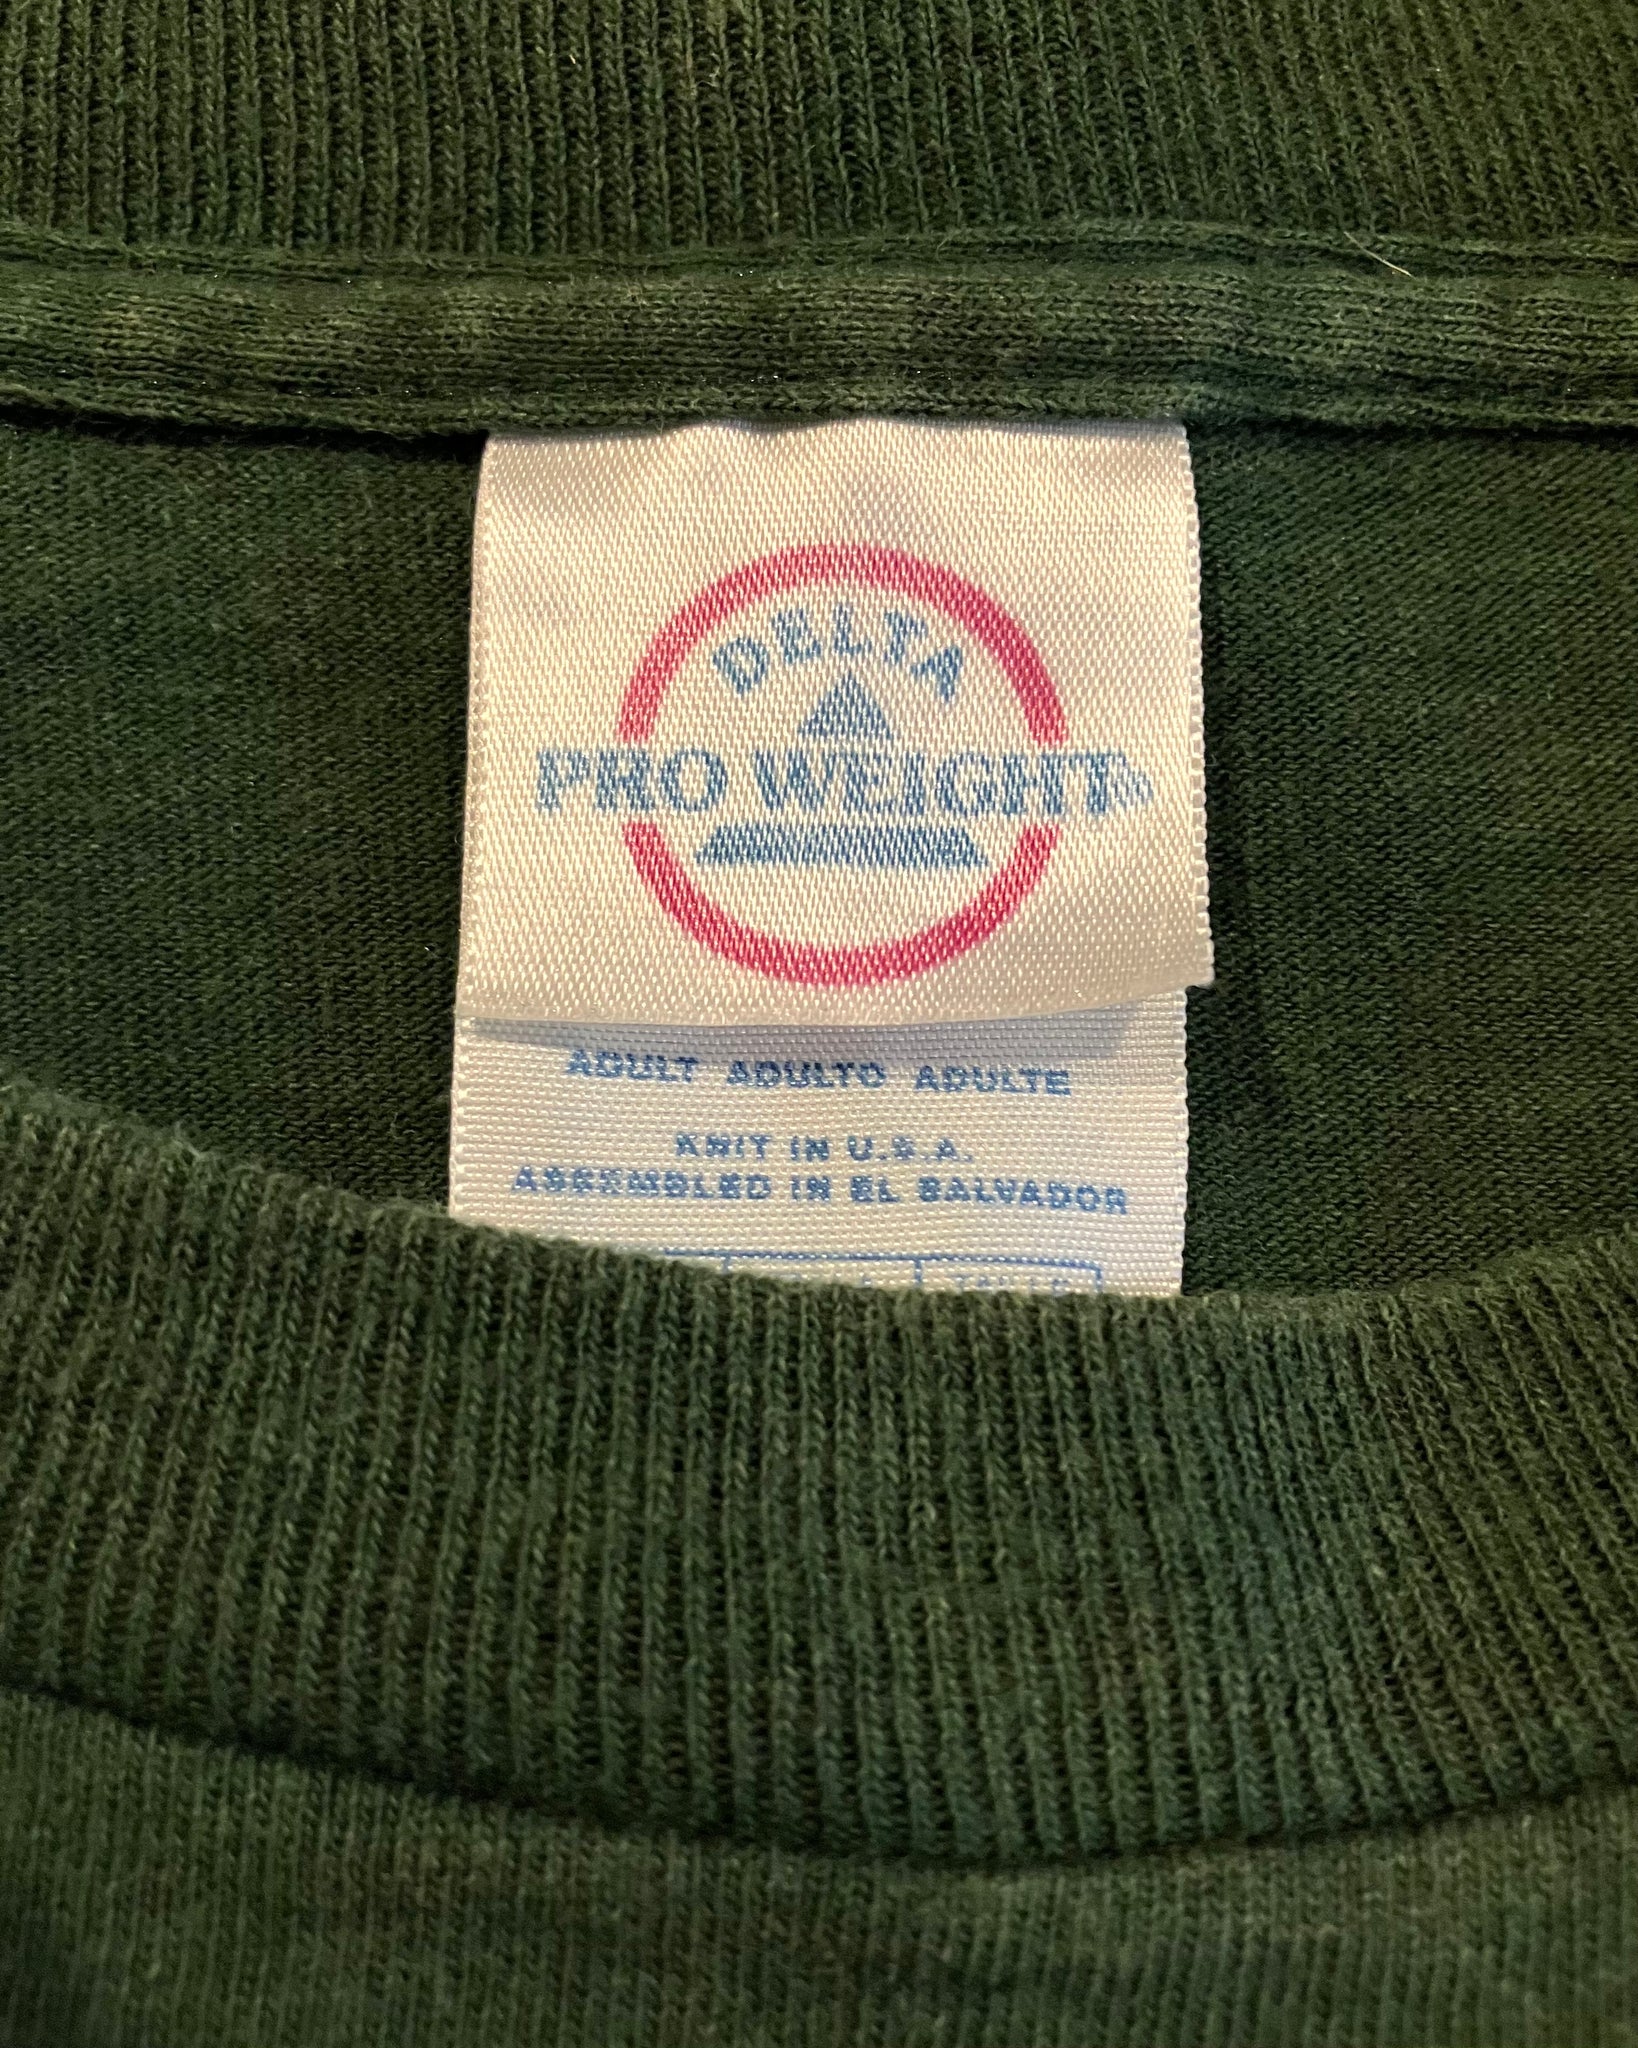 DELTA
PRO WEIGHT
ADULT ADULTO ADULTE
KNIT IN U.S.A.
ASSEMBLED IN EL SALVADOR